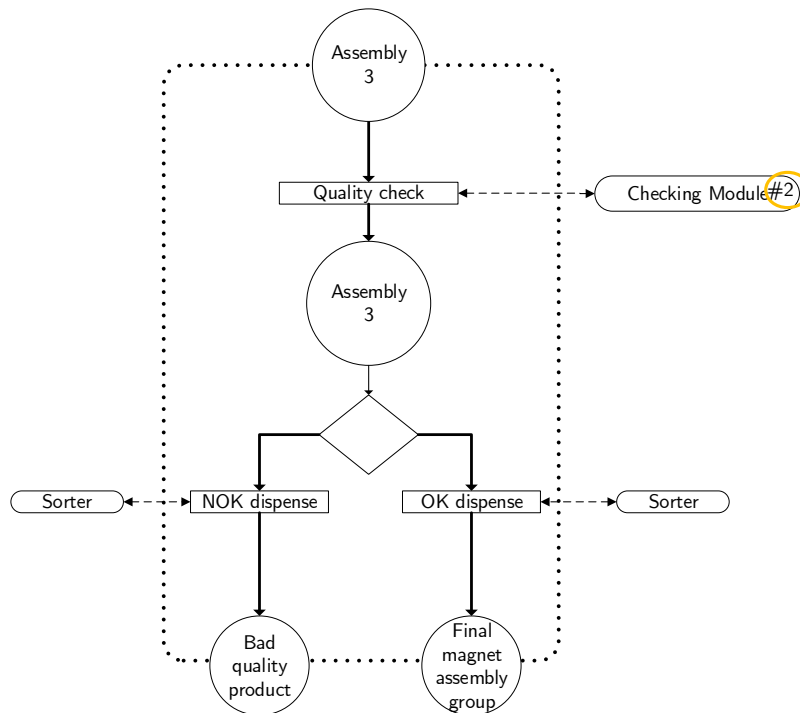 Assembly
3
Quality check
Checking Module#2
Assembly
3
Sorter
NOK dispense
OK dispense
Sorter
Bad
quality
product
Final
magnet
assembly
group